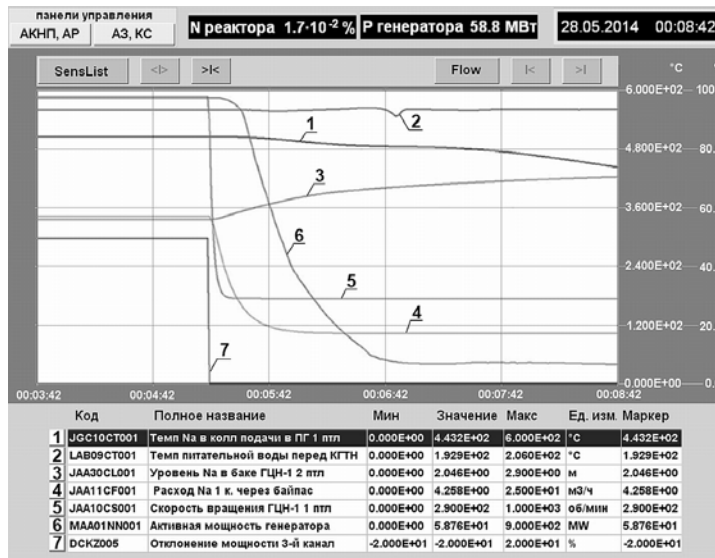 панели управления
АКНП, АР АЗ, КС N реактора 1.7·10⁻² % P генератора 58.8 МВт 28.05.2014 00:08:42
SensList <|> >|< Flow |< >| °C
6.000E+02 100
4.800E+02 80.
3.600E+02 60.
2.400E+02 40.
1.200E+02 20.
0.000E+00 0.0
1
2
3
6
5
4
7
00:03:42 00:04:42 00:05:42 00:06:42 00:07:42 00:08:42
Код Полное название Мин Значение Макс Ед. изм. Маркер
1 JGC10CT001 Темп Na в колл подачи в ПГ 1 птл 0.000E+00 4.432E+02 6.000E+02 °C 4.432E+02
2 LAB09CT001 Темп питательной воды перед КГТН 0.000E+00 1.929E+02 2.060E+02 °C 1.929E+02
3 JAA30CL001 Уровень Na в баке ГЦН-1 2 птл 0.000E+00 2.046E+00 2.900E+00 м 2.046E+00
4 JAA11CF001 Расход Na 1 к. через байпас 0.000E+00 4.258E+00 2.500E+01 м3/ч 4.258E+00
5 JAA10CS001 Скорость вращения ГЦН-1 1 птл 0.000E+00 2.900E+02 1.000E+03 об/мин 2.900E+02
6 MAA01NN001 Активная мощность генератора 0.000E+00 5.876E+01 9.000E+02 MW 5.876E+01
7 DCKZ005 Отклонение мощности 3-й канал -2.000E+01 -2.000E+01 2.000E+01 % -2.000E+01